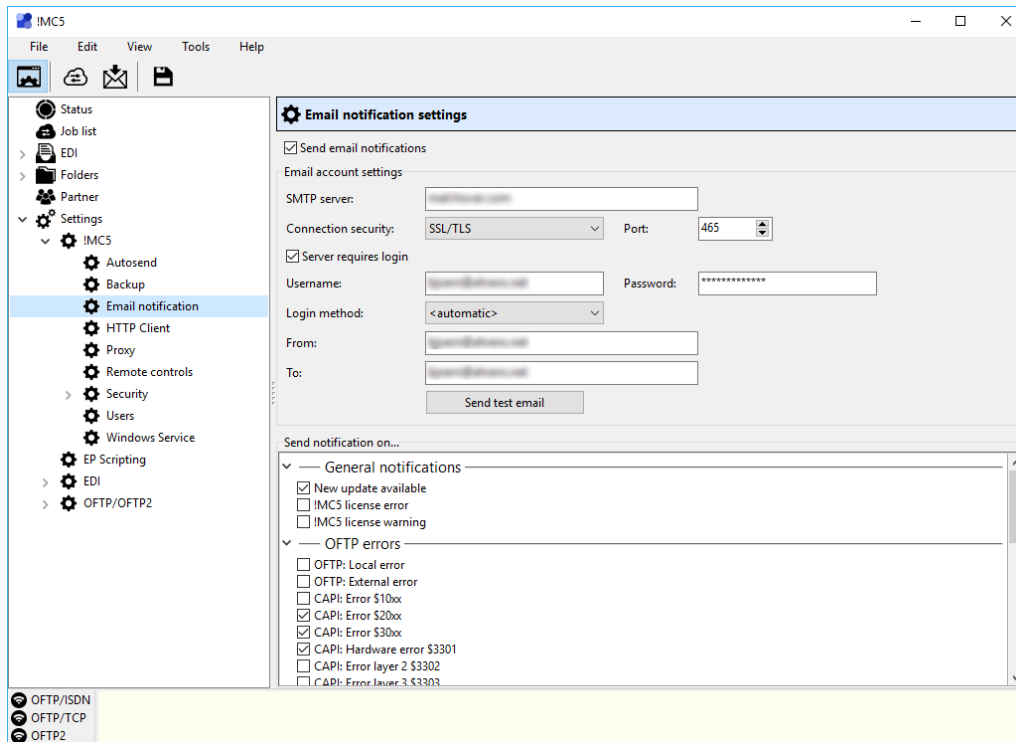 !MC5
File Edit View Tools Help
Status
Job list
EDI
Folders
Partner
Settings
!MC5
Autosend
Backup
Email notification
HTTP Client
Proxy
Remote controls
Security
Users
Windows Service
EP Scripting
EDI
OFTP/OFTP2
Email notification settings
Send email notifications
Email account settings
SMTP server:
Connection security: SSL/TLS Port: 465
Server requires login
Username: Password: *************
Login method: <automatic>
From:
To:
Send test email
Send notification on...
General notifications
New update available
!MC5 license error
!MC5 license warning
OFTP errors
OFTP: Local error
OFTP: External error
CAPI: Error $10xx
CAPI: Error $20xx
CAPI: Error $30xx
CAPI: Hardware error $3301
CAPI: Error layer 2 $3302
CAPI: Error layer 3 $3303
OFTP/ISDN
OFTP/TCP
OFTP2